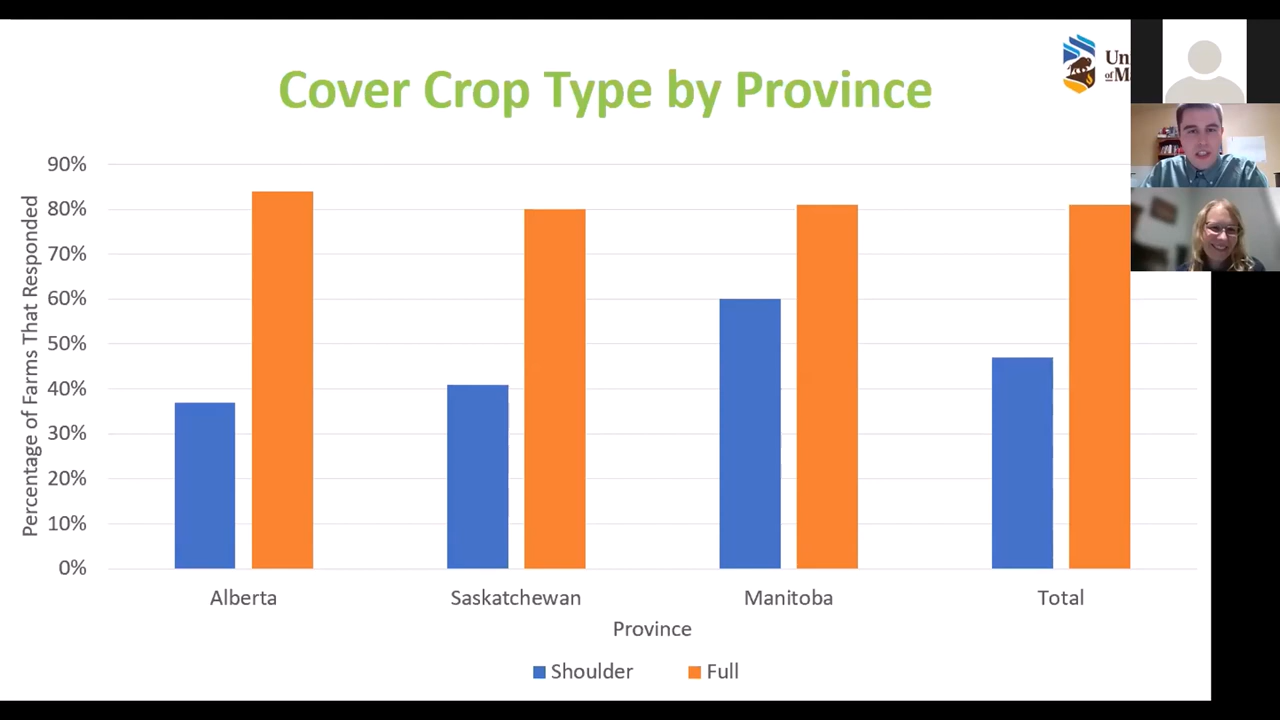 Cover Crop Type by Province
of
90%
80%
70%
60%
50%
40%
30%
20%
10%
0%
Percentage of Farms That Responded
Alberta Saskatchewan Manitoba Total
Province
Shoulder Full